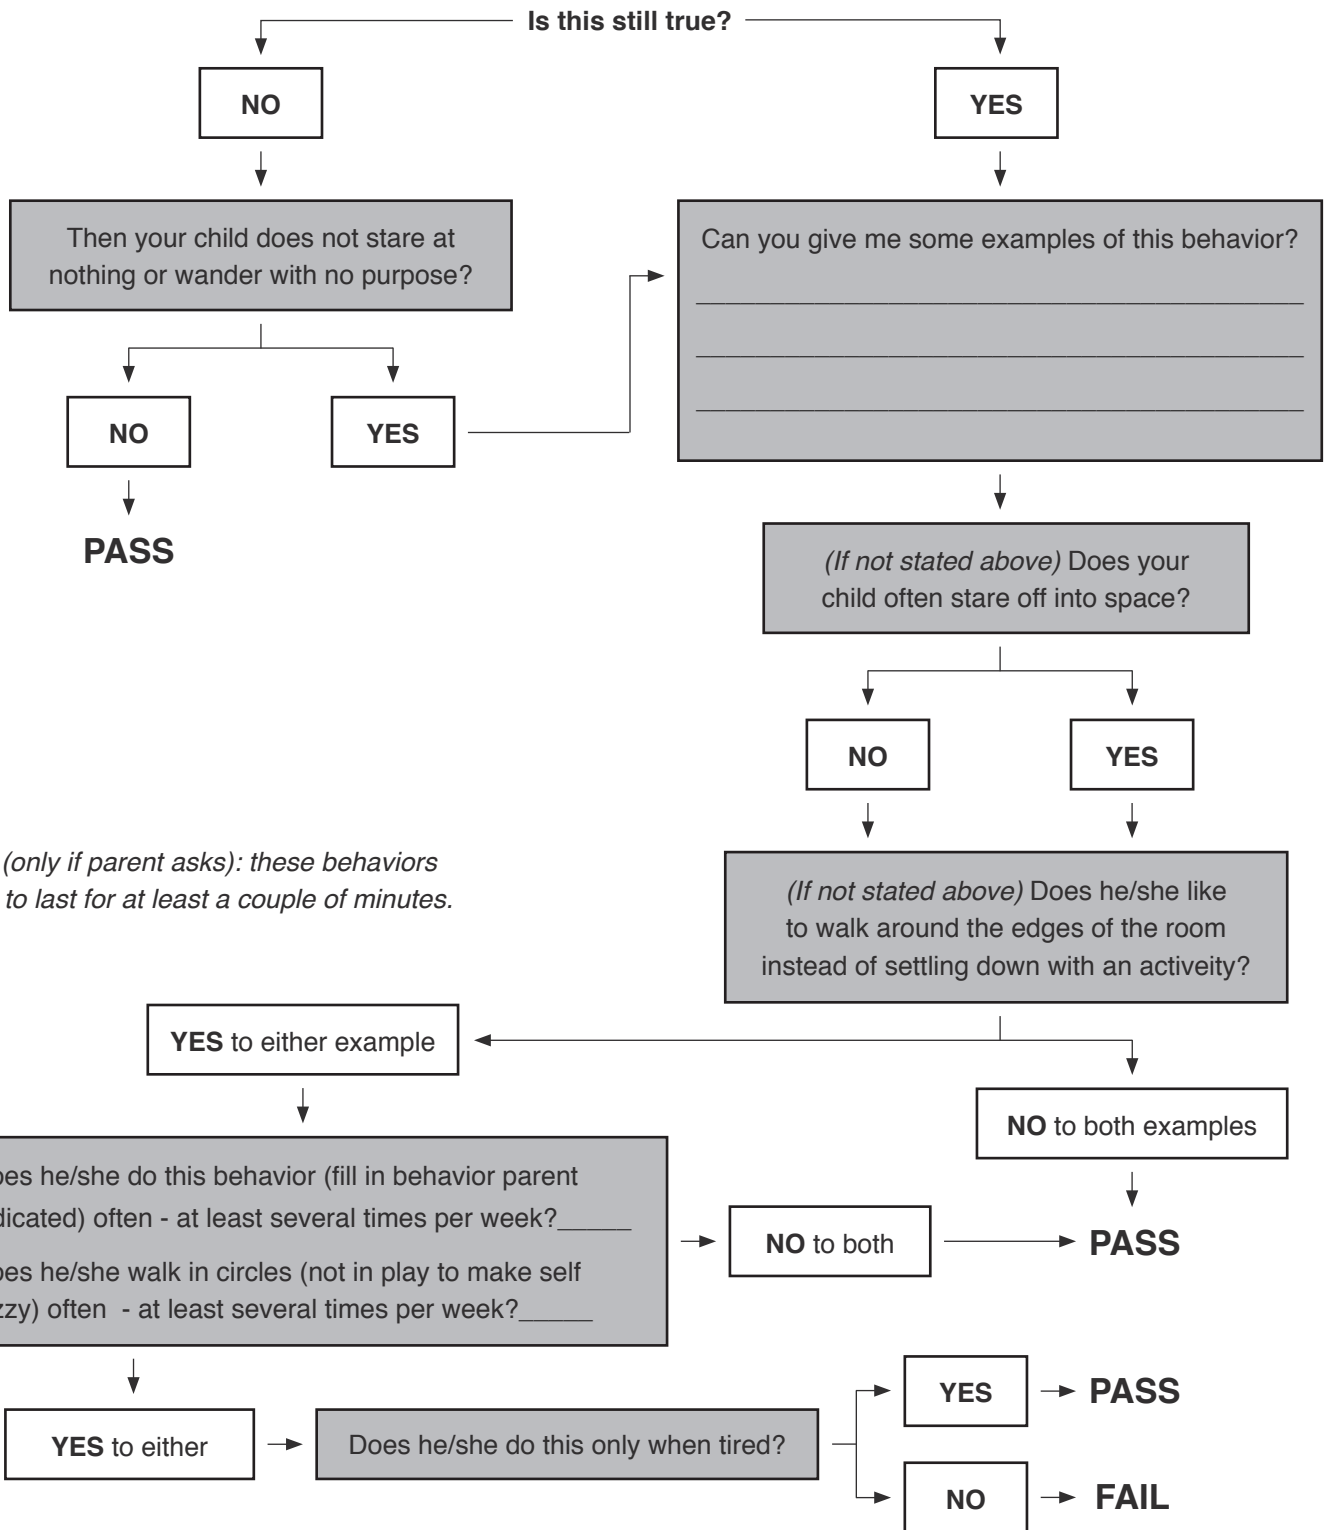 Is this still true?
NO
YES
Then your child does not stare at
nothing or wander with no purpose?
Can you give me some examples of this behavior?
NO
YES
PASS
(If not stated above) Does your
child often stare off into space?
NO
YES
(only if parent asks): these behaviors
to last for at least a couple of minutes.
(If not stated above) Does he/she like
to walk around the edges of the room
instead of settling down with an activeity?
YES to either example
NO to both examples
he/she do this behavior (fill in behavior parent
often - at least several times per week?_____
he/she walk in circles (not in play to make self
often - at least several times per week?_____
NO to both
PASS
YES to either
Does he/she do this only when tired?
YES
PASS
NO
FAIL